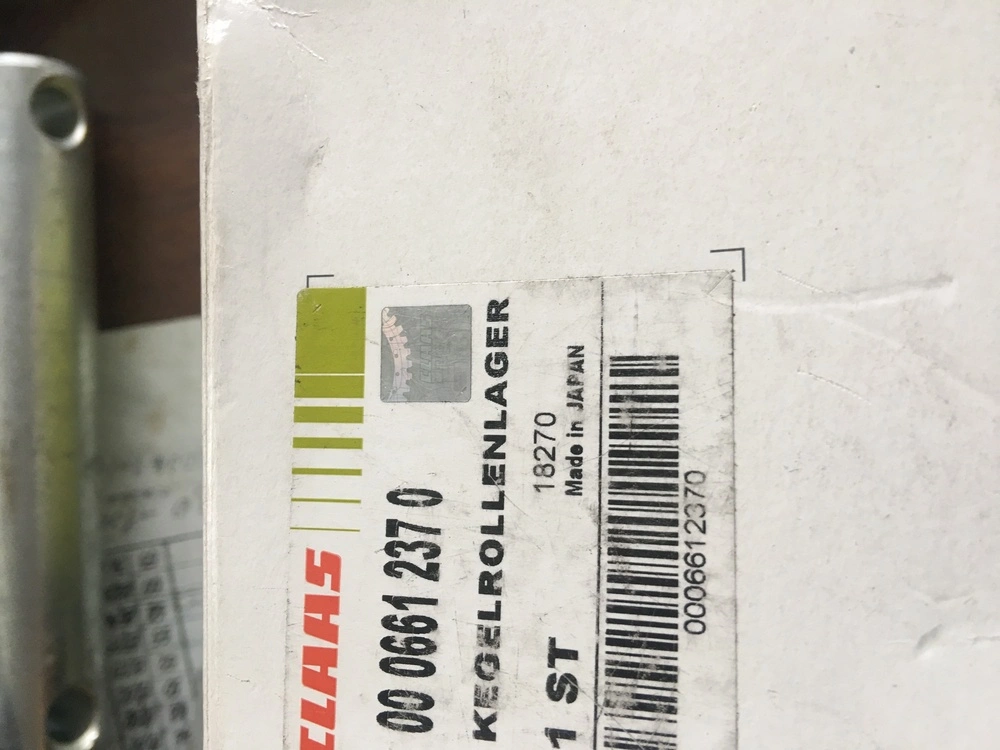 CLAAS
00 0661 237 0
KEGELROLLENLAGER
18270
1 ST
Made in JAPAN
0006612370